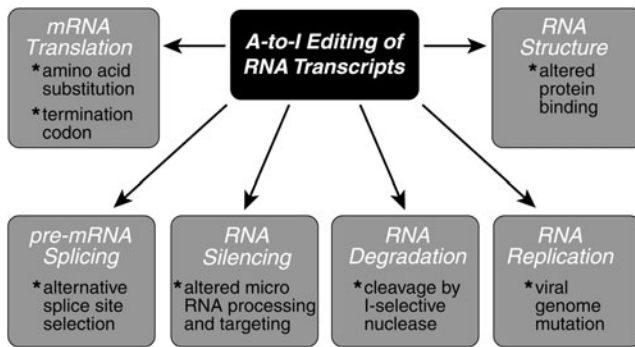 mRNA
Translation
* amino acid
substitution
* termination
codon
A-to-I Editing of
RNA Transcripts
RNA
Structure
* altered
protein
binding
pre-mRNA
Splicing
* alternative
splice site
selection
RNA
Silencing
* altered micro
RNA processing
and targeting
RNA
Degradation
* cleavage by
I-selective
nuclease
RNA
Replication
* viral
genome
mutation